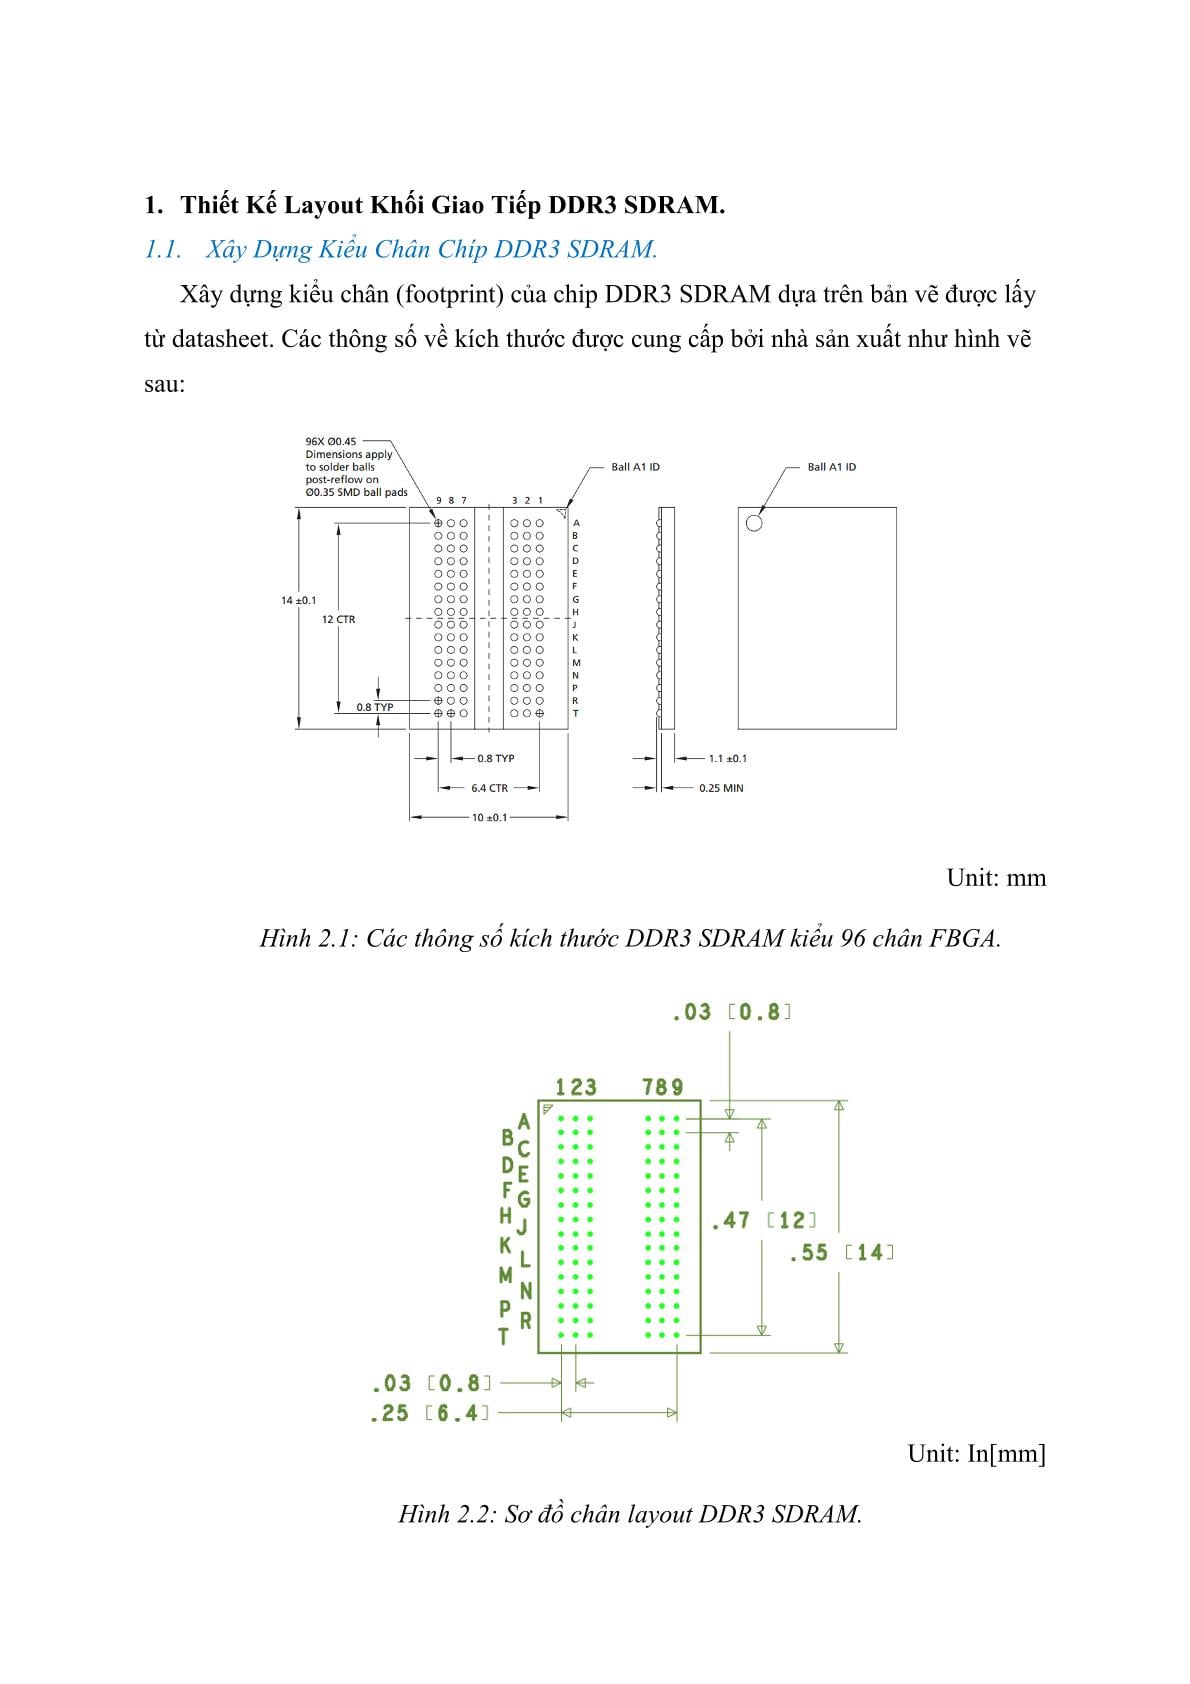 1. Thiết Kế Layout Khối Giao Tiếp DDR3 SDRAM.
1.1. Xây Dựng Kiểu Chân Chíp DDR3 SDRAM.
Xây dựng kiểu chân (footprint) của chip DDR3 SDRAM dựa trên bản vẽ được lấy
từ datasheet. Các thông số về kích thước được cung cấp bởi nhà sản xuất như hình vẽ
sau:
96X Ø0.45
Dimensions apply
to solder balls
post-reflow on
Ø0.35 SMD ball pads
Ball A1 ID
Ball A1 ID
9 8 7 3 2 1
A
B
C
D
E
F
G
H
J
K
L
M
N
P
R
T
14 ±0.1
12 CTR
0.8 TYP
0.8 TYP
1.1 ±0.1
6.4 CTR
0.25 MIN
10 ±0.1
Unit: mm
Hình 2.1: Các thông số kích thước DDR3 SDRAM kiểu 96 chân FBGA.
.03 [0.8]
123 789
A
B
C
D
E
F
G
H
J
K
L
M
N
P
R
T
.47 [12]
.55 [14]
.03 [0.8]
.25 [6.4]
Unit: In[mm]
Hình 2.2: Sơ đồ chân layout DDR3 SDRAM.